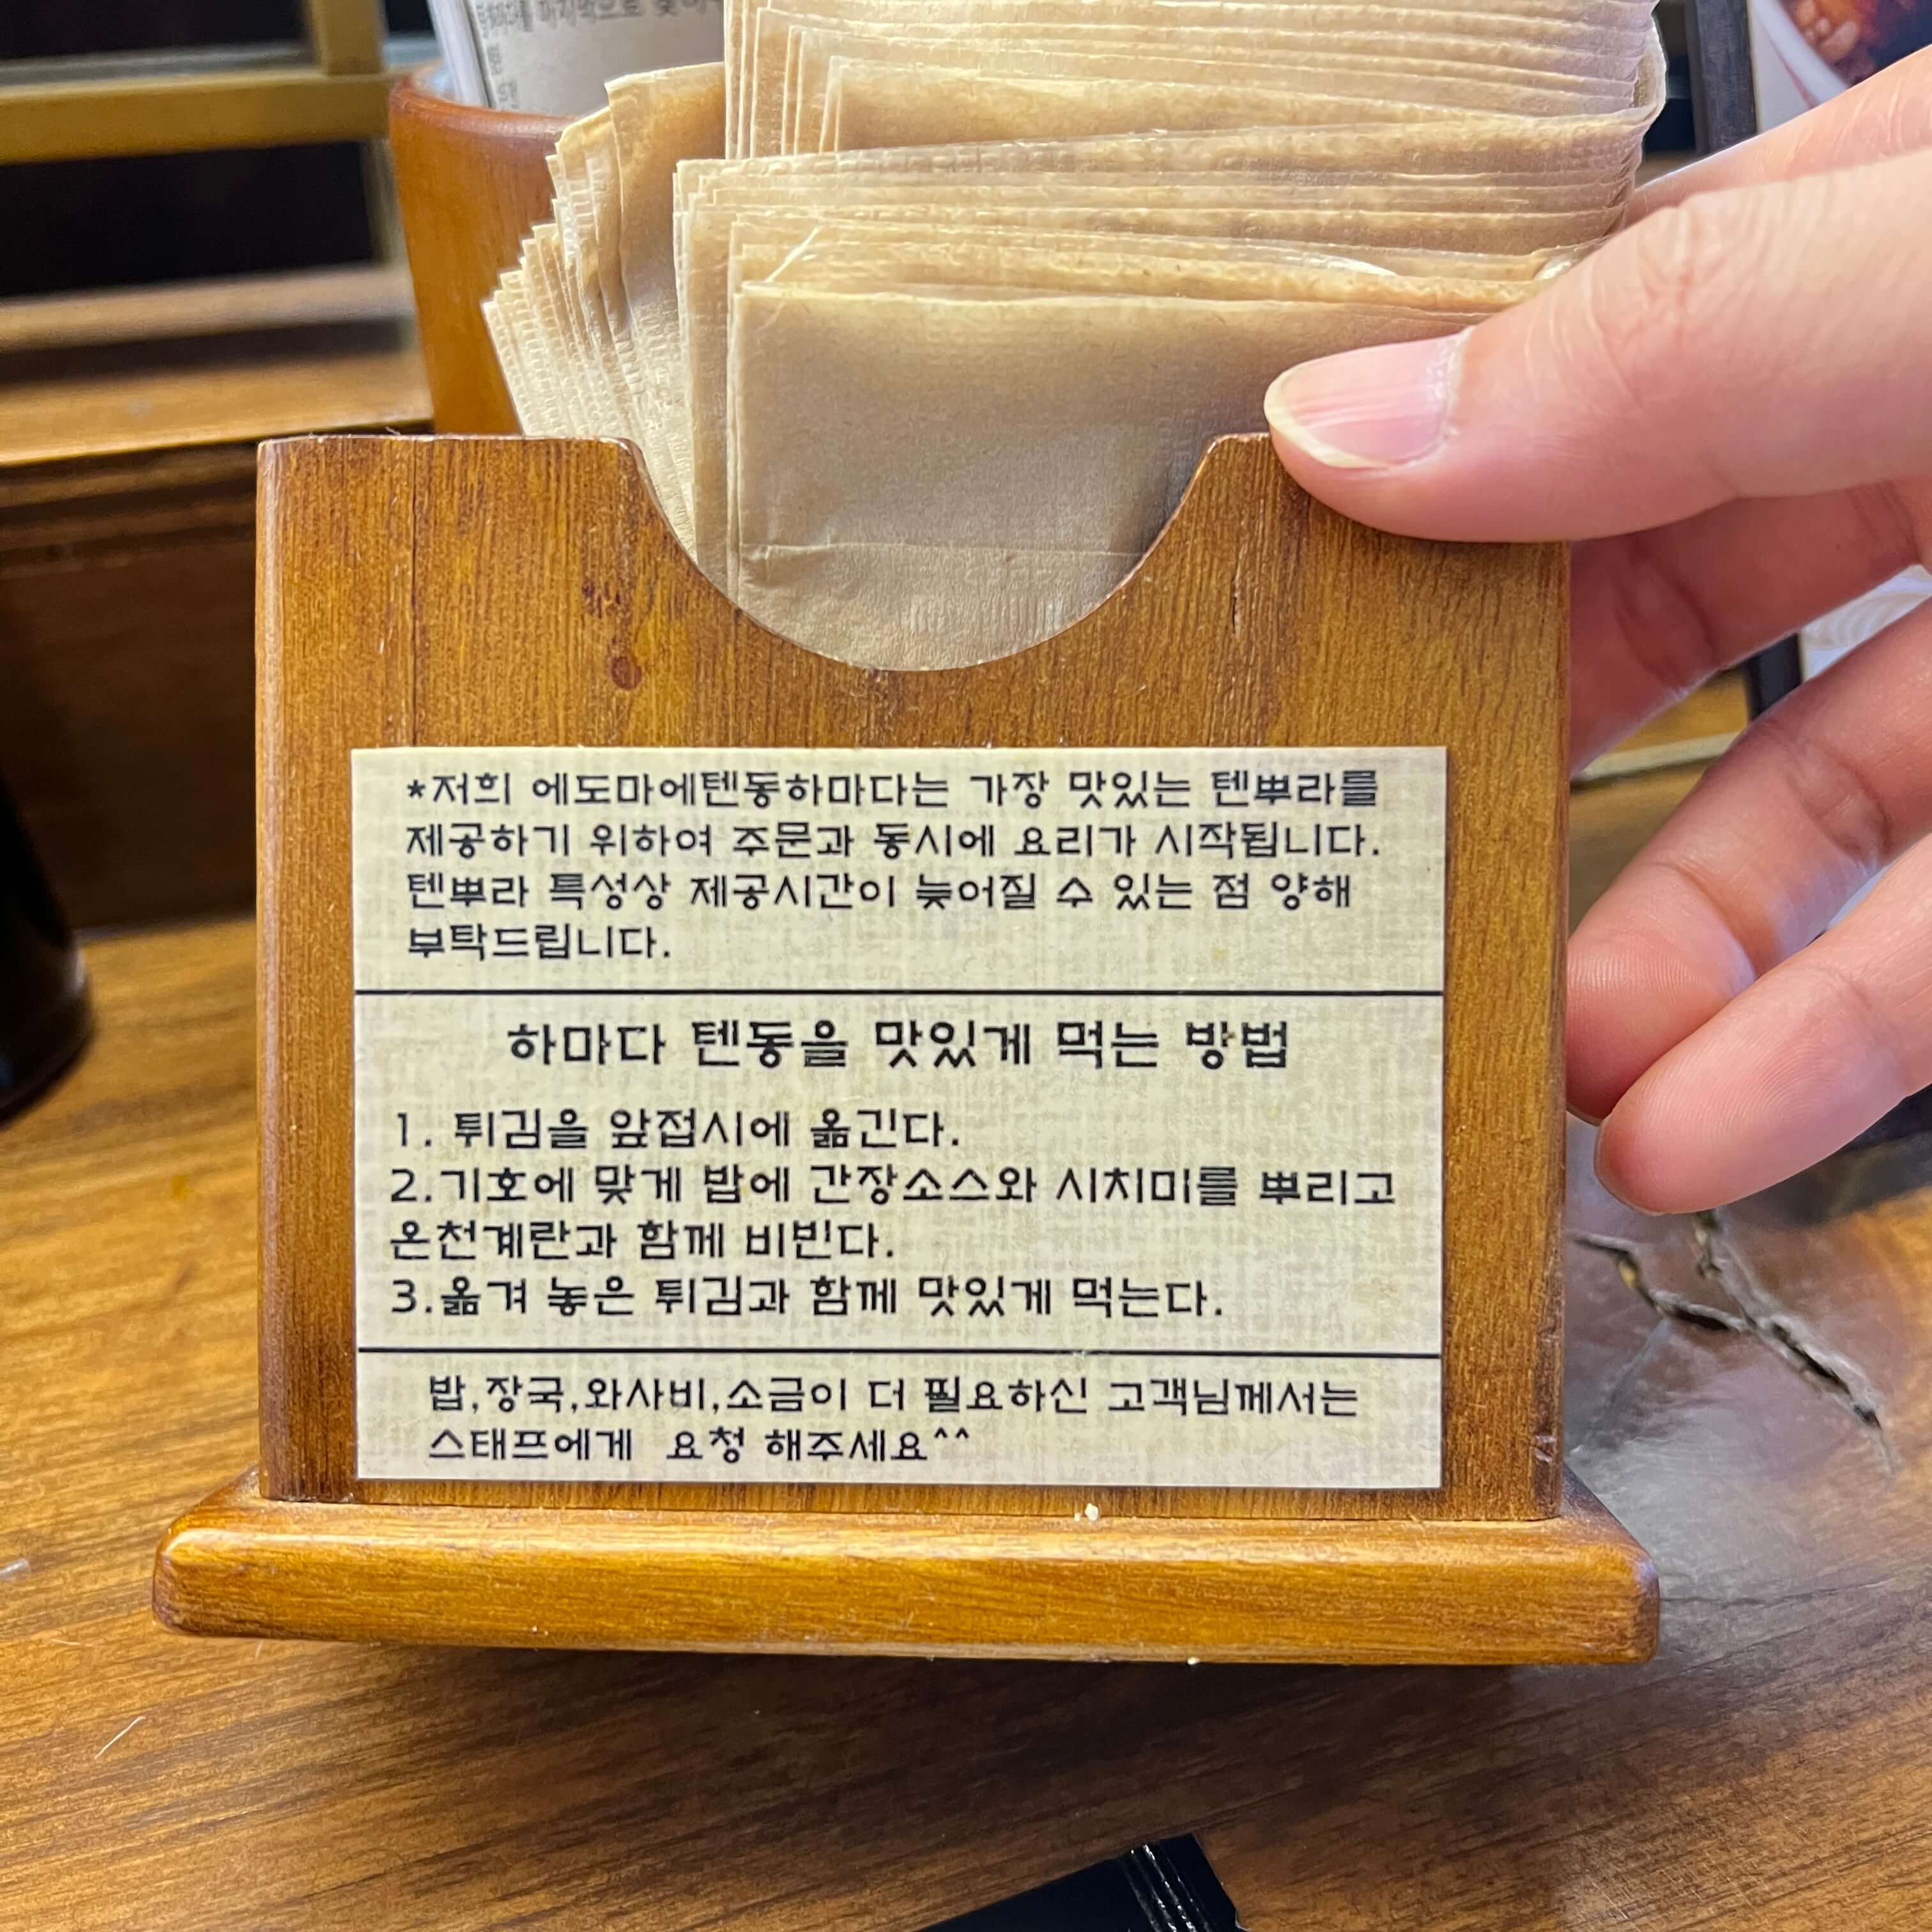 *저희 에도마에텐동하마다는 가장 맛있는 텐뿌라를
제공하기 위하여 주문과 동시에 요리가 시작됩니다.
텐뿌라 특성상 제공시간이 늦어질 수 있는 점 양해
부탁드립니다.
하마다 텐동을 맛있게 먹는 방법
1. 튀김을 앞접시에 옮긴다.
2.기호에 맞게 밥에 간장소스와 시치미를 뿌리고
온천계란과 함께 비빈다.
3.옮겨 놓은 튀김과 함께 맛있게 먹는다.
밥,장국,와사비,소금이 더 필요하신 고객님께서는
스태프에게 요청 해주세요^^